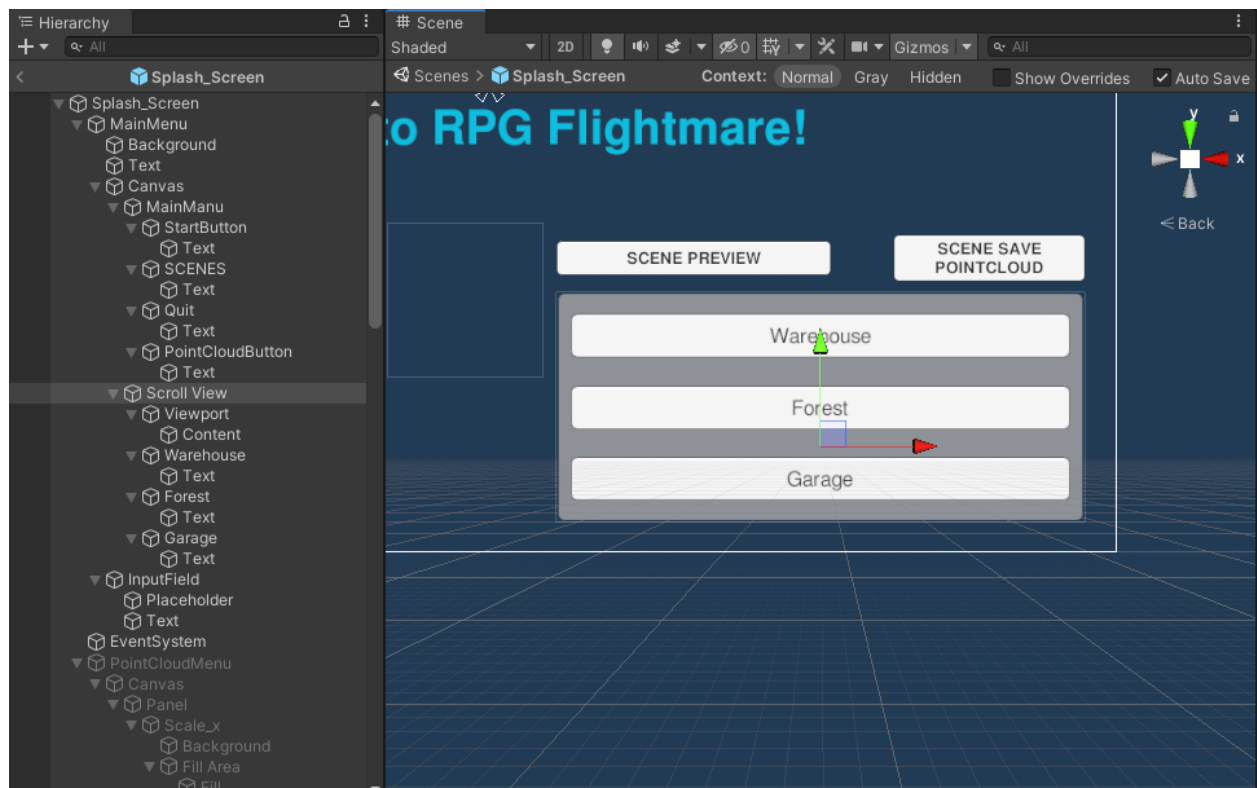 Hierarchy
All
Splash_Screen
Splash_Screen
MainMenu
Background
Text
Canvas
MainManu
StartButton
Text
SCENES
Text
Quit
Text
PointCloudButton
Text
Scroll View
Viewport
Content
Warehouse
Text
Forest
Text
Garage
Text
InputField
Placeholder
Text
EventSystem
PointCloudMenu
Canvas
Panel
Scale_x
Background
Fill Area
Fill
# Scene
Shaded 2D 0 Gizmos All
Scenes > Splash_Screen Context: Normal Gray Hidden Show Overrides Auto Save
to RPG Flightmare!
y
x
< Back
SCENE PREVIEW
SCENE SAVE
POINTCLOUD
Warehouse
Forest
Garage